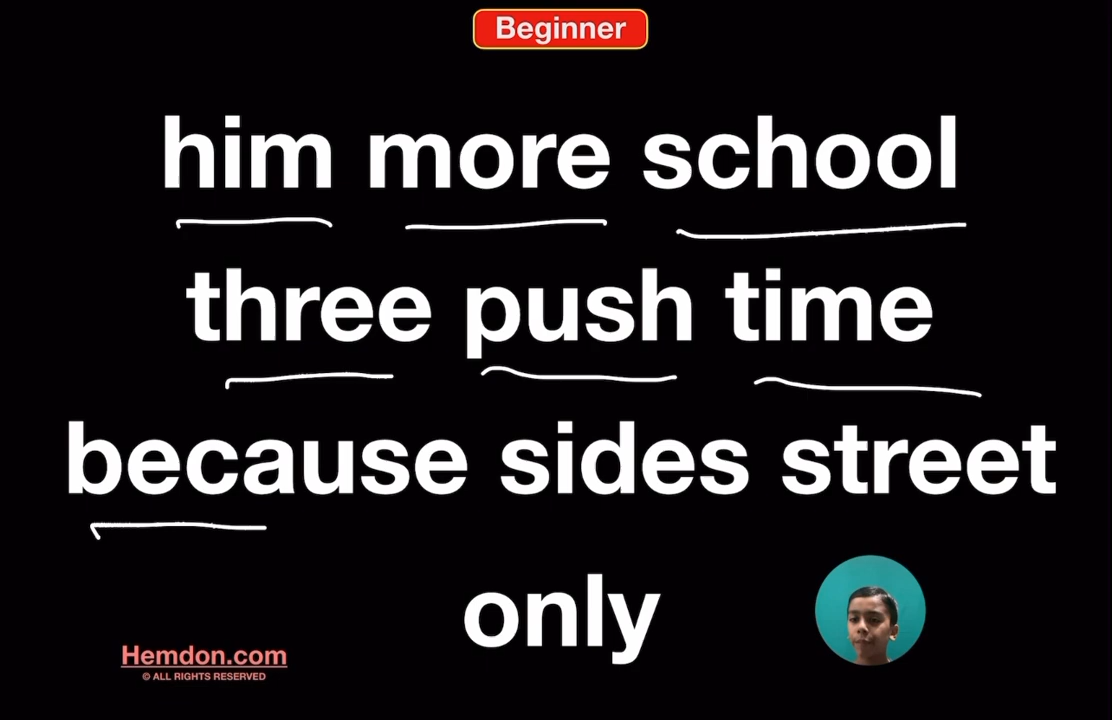 Beginner
him more school
three push time
because sides street
only
Hemdon.com
© ALL RIGHTS RESERVED